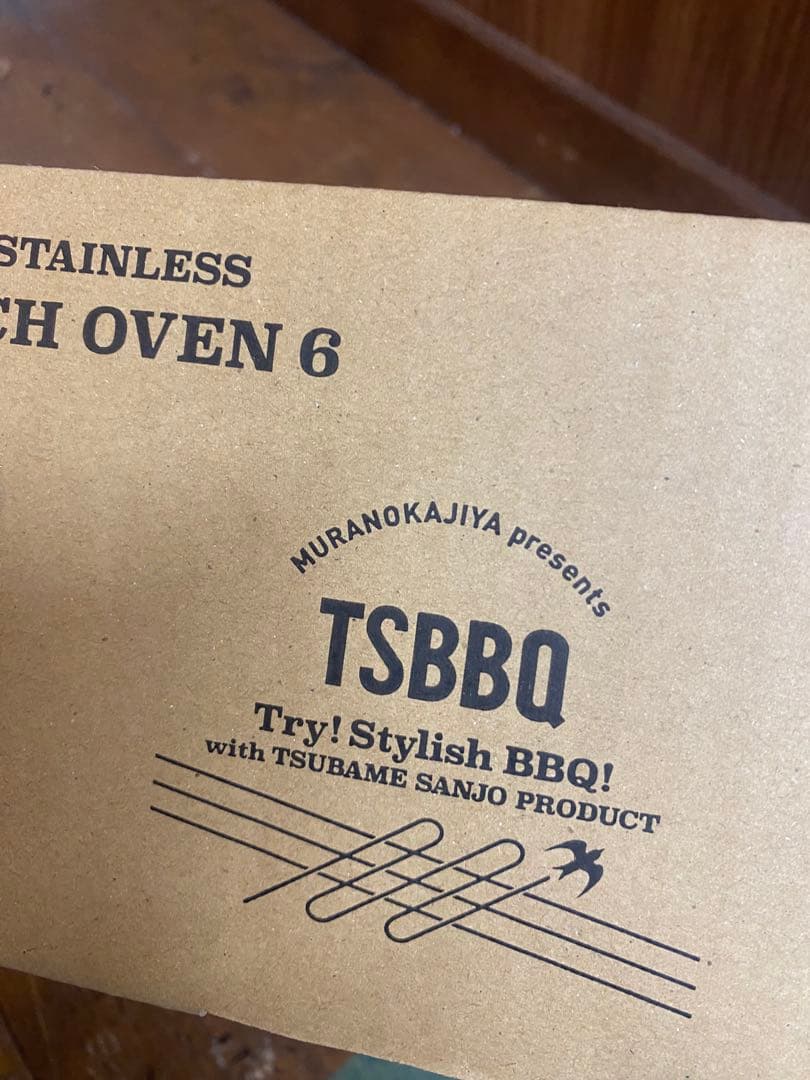 STAINLESS
CH OVEN 6
MURANOKAJIYA presents
TSBBQ
Try! Stylish BBQ!
with TSUBAME SANJO PRODUCT